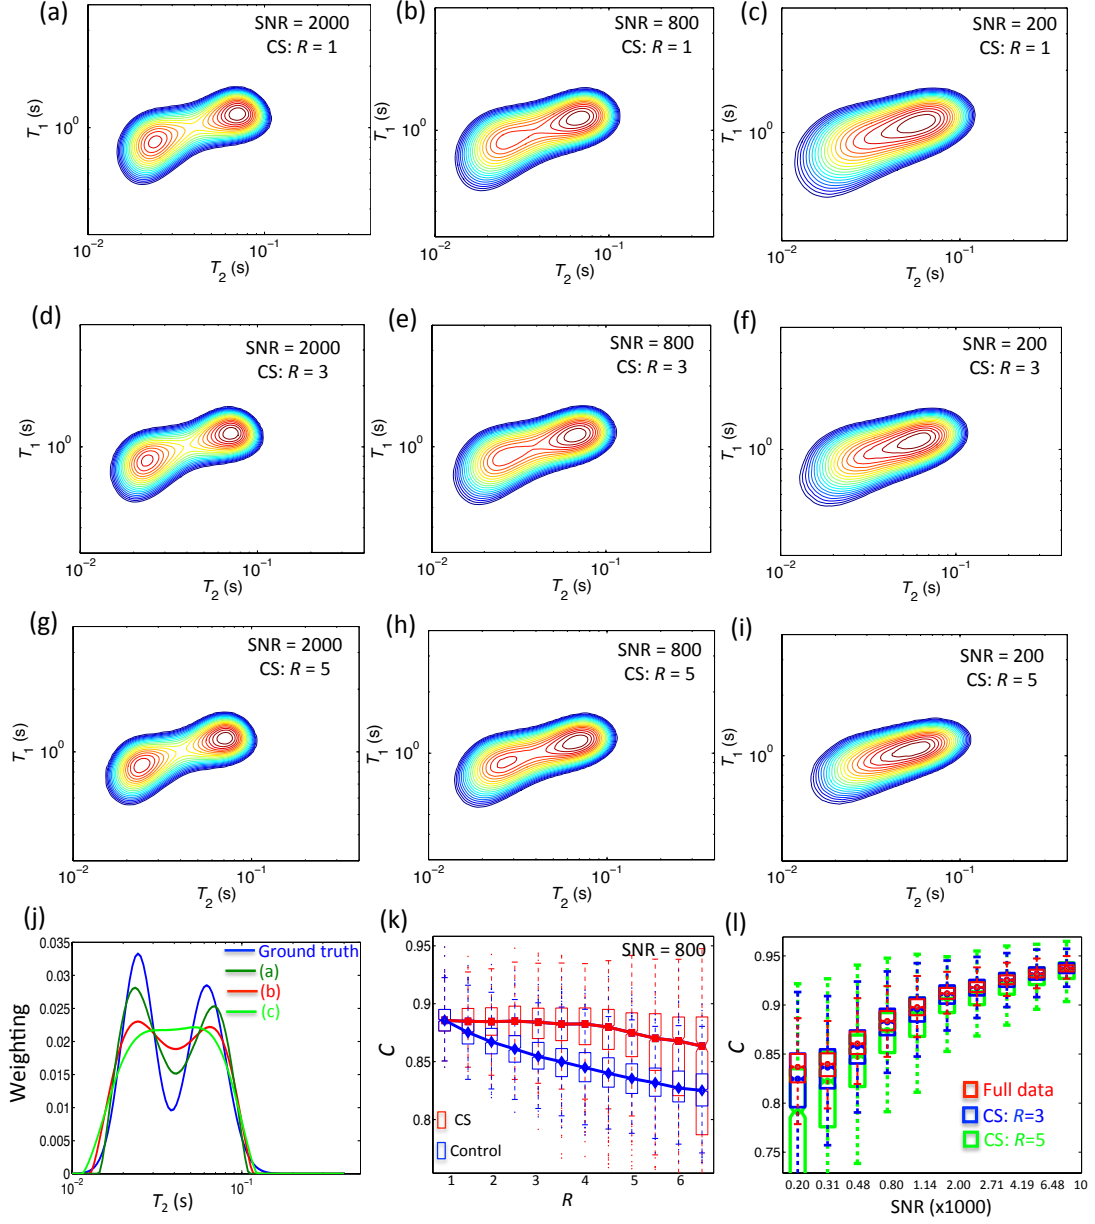 (a)
SNR = 2000
CS: R = 1
T1 (s)
10^0
10^-2
10^-1
T2 (s)
(b)
SNR = 800
CS: R = 1
T1 (s)
10^0
10^-2
10^-1
T2 (s)
(c)
SNR = 200
CS: R = 1
T1 (s)
10^0
10^-2
10^-1
T2 (s)
(d)
SNR = 2000
CS: R = 3
T1 (s)
10^0
10^-2
10^-1
T2 (s)
(e)
SNR = 800
CS: R = 3
T1 (s)
10^0
10^-2
10^-1
T2 (s)
(f)
SNR = 200
CS: R = 3
T1 (s)
10^0
10^-2
10^-1
T2 (s)
(g)
SNR = 2000
CS: R = 5
T1 (s)
10^0
10^-2
10^-1
T2 (s)
(h)
SNR = 800
CS: R = 5
T1 (s)
10^0
10^-2
10^-1
T2 (s)
(i)
SNR = 200
CS: R = 5
T1 (s)
10^0
10^-2
10^-1
T2 (s)
(j)
Weighting
0.035
0.03
0.025
0.02
0.015
0.01
0.005
0
Ground truth
(a)
(b)
(c)
10^-2
10^-1
T2 (s)
(k)
SNR = 800
C
0.95
0.9
0.85
0.8
CS
Control
1 2 3 4 5 6
R
(l)
C
0.95
0.9
0.85
0.8
0.75
Full data
CS: R=3
CS: R=5
0.20 0.31 0.48 0.80 1.14 2.00 2.71 4.19 6.48 10
SNR (x1000)